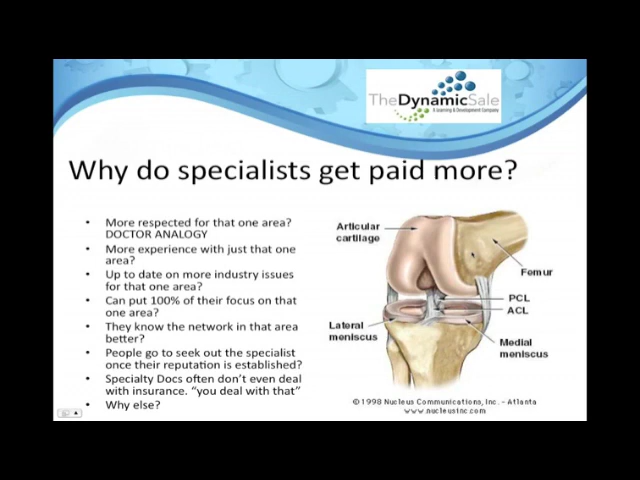 TheDynamicSale
E-Learning & Development Company
Why do specialists get paid more?
• More respected for that one area?
DOCTOR ANALOGY
• More experience with just that one
area?
• Up to date on more industry issues
for that one area?
• Can put 100% of their focus on that
one area?
• They know the network in that area
better?
• People go to seek out the specialist
once their reputation is established?
• Specialty Docs often don't even deal
with insurance. "you deal with that"
• Why else?
Articular
cartilage
Femur
PCL
ACL
Lateral
meniscus
Medial
meniscus
© 1998 Nucleus Communications, Inc. - Atlanta
www.nucleusinc.com